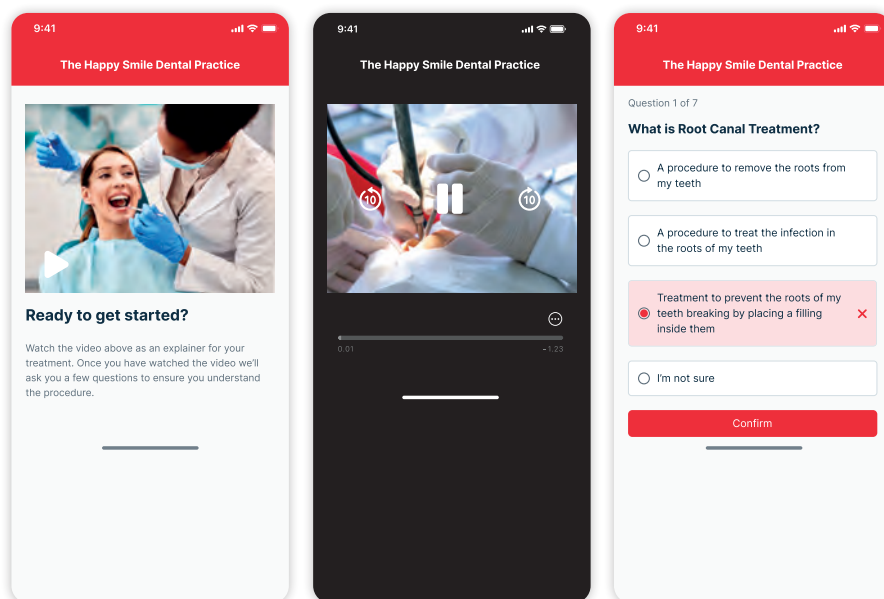 9:41
The Happy Smile Dental Practice
Ready to get started?
Watch the video above as an explainer for your
treatment. Once you have watched the video we'll
ask you a few questions to ensure you understand
the procedure.
9:41
The Happy Smile Dental Practice
10
10
0.01
-1.23
9:41
The Happy Smile Dental Practice
Question 1 of 7
What is Root Canal Treatment?
A procedure to remove the roots from
my teeth
A procedure to treat the infection in
the roots of my teeth
Treatment to prevent the roots of my
teeth breaking by placing a filling
inside them
I'm not sure
Confirm